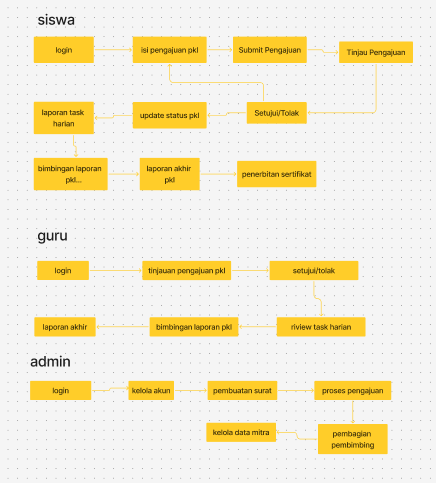 siswa
login
isi pengajuan pkl
Submit Pengajuan
Tinjau Pengajuan
laporan task
harian
update status pkl
Setujui/Tolak
bimbingan laporan
pkl...
laporan akhir
pkl
penerbitan sertifikat
guru
login
tinjauan pengajuan pkl
setujui/tolak
laporan akhir
bimbingan laporan pkl
riview task harian
admin
login
kelola akun
pembuatan surat
proses pengajuan
kelola data mitra
pembagian
pembimbing